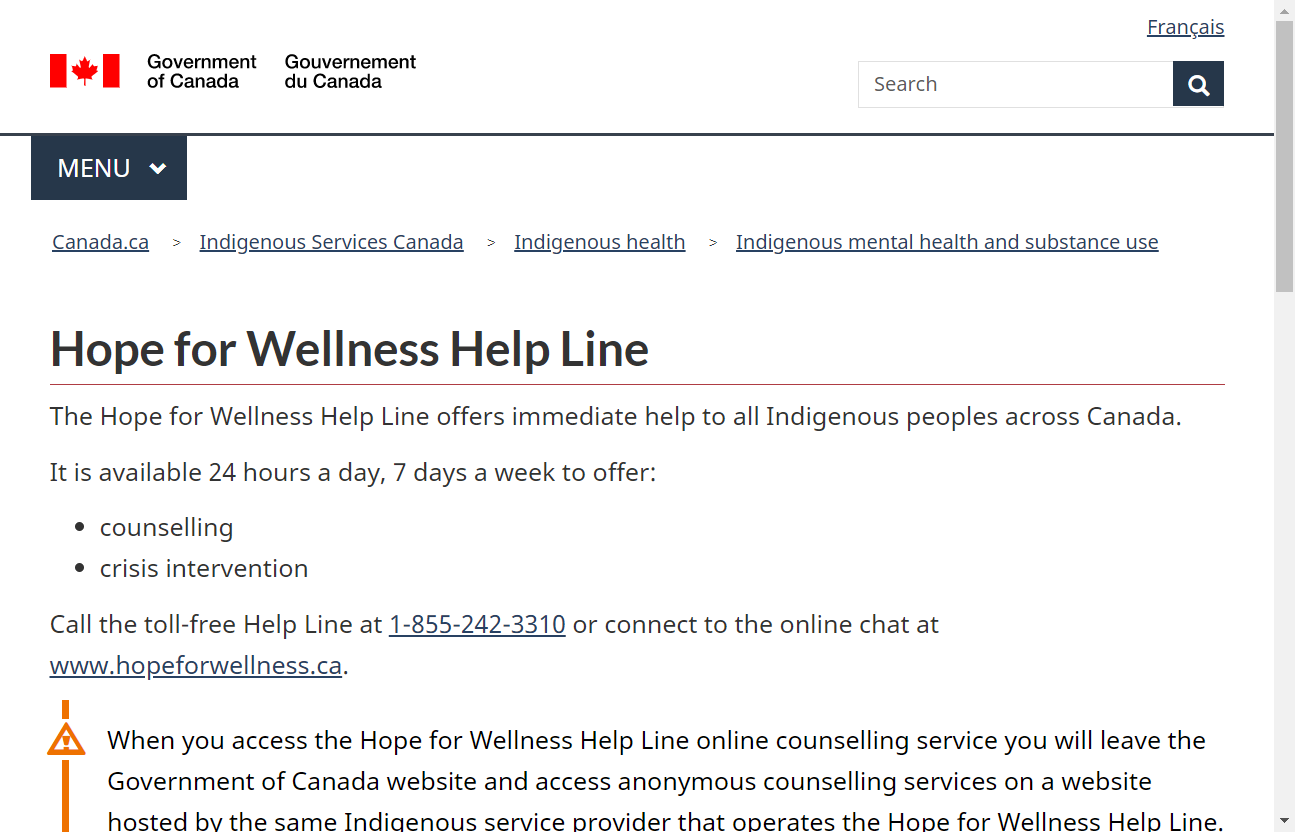 Français
Government of Canada
Gouvernement du Canada
Search
MENU
Canada.ca > Indigenous Services Canada > Indigenous health > Indigenous mental health and substance use
Hope for Wellness Help Line
The Hope for Wellness Help Line offers immediate help to all Indigenous peoples across Canada.
It is available 24 hours a day, 7 days a week to offer:
• counselling
• crisis intervention
Call the toll-free Help Line at 1-855-242-3310 or connect to the online chat at
www.hopeforwellness.ca.
When you access the Hope for Wellness Help Line online counselling service you will leave the
Government of Canada website and access anonymous counselling services on a website
hosted by the same Indigenous service provider that operates the Hope for Wellness Help Line.